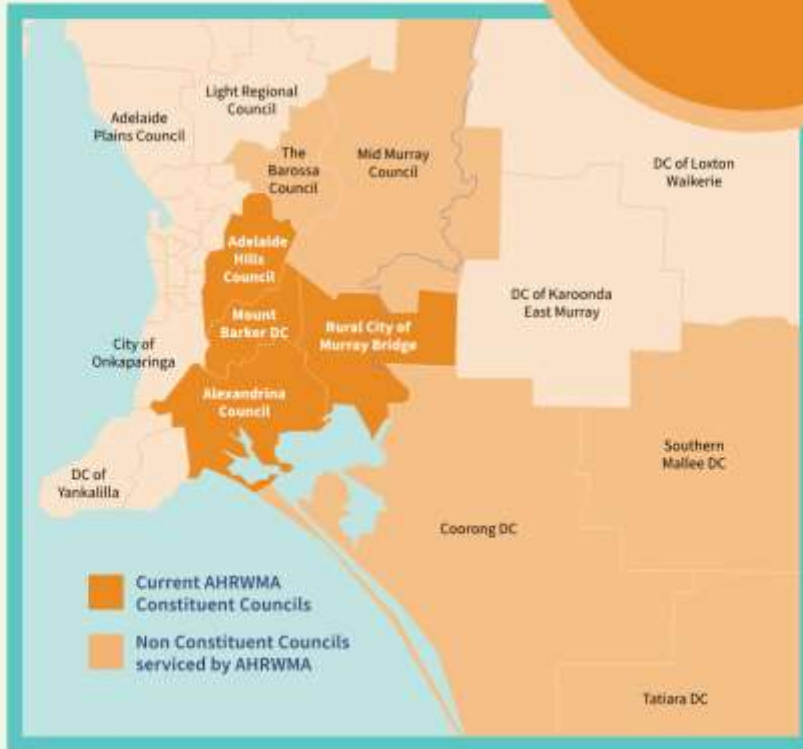 Light Regional
Council
Adelaide
Plains Council
The
Barossa
Council
Mid Murray
Council
DC of Loxton
Waikerie
Adelaide
Hills
Council
DC of Karoonda
East Murray
Mount
Barker DC
Rural City of
Murray Bridge
City of
Onkaparinga
Alexandrina
Council
Southern
Mallee DC
DC of
Yankalilla
Coorong DC
Current AHRWMA
Constituent Councils
Non Constituent Councils
serviced by AHRWMA
Tatiara DC